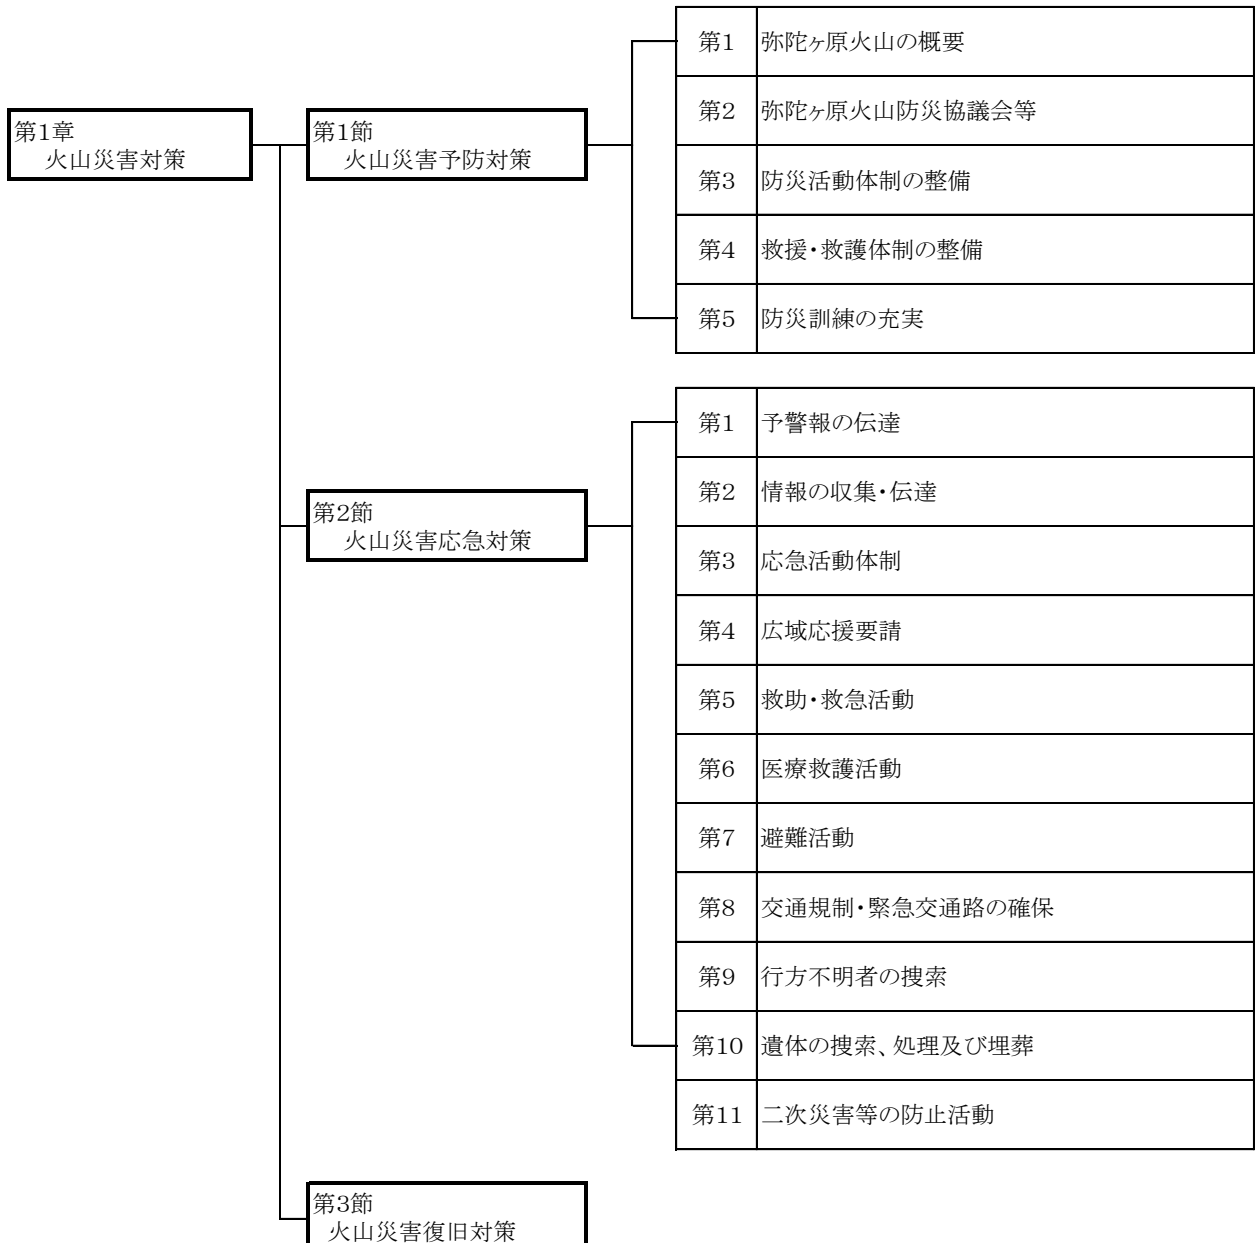 第1章
火山災害対策
第1節
火山災害予防対策
第1 弥陀ヶ原火山の概要
第2 弥陀ヶ原火山防災協議会等
第3 防災活動体制の整備
第4 救援・救護体制の整備
第5 防災訓練の充実
第2節
火山災害応急対策
第1 予警報の伝達
第2 情報の収集・伝達
第3 応急活動体制
第4 広域応援要請
第5 救助・救急活動
第6 医療救護活動
第7 避難活動
第8 交通規制・緊急交通路の確保
第9 行方不明者の捜索
第10 遺体の捜索、処理及び埋葬
第11 二次災害等の防止活動
第3節
火山災害復旧対策